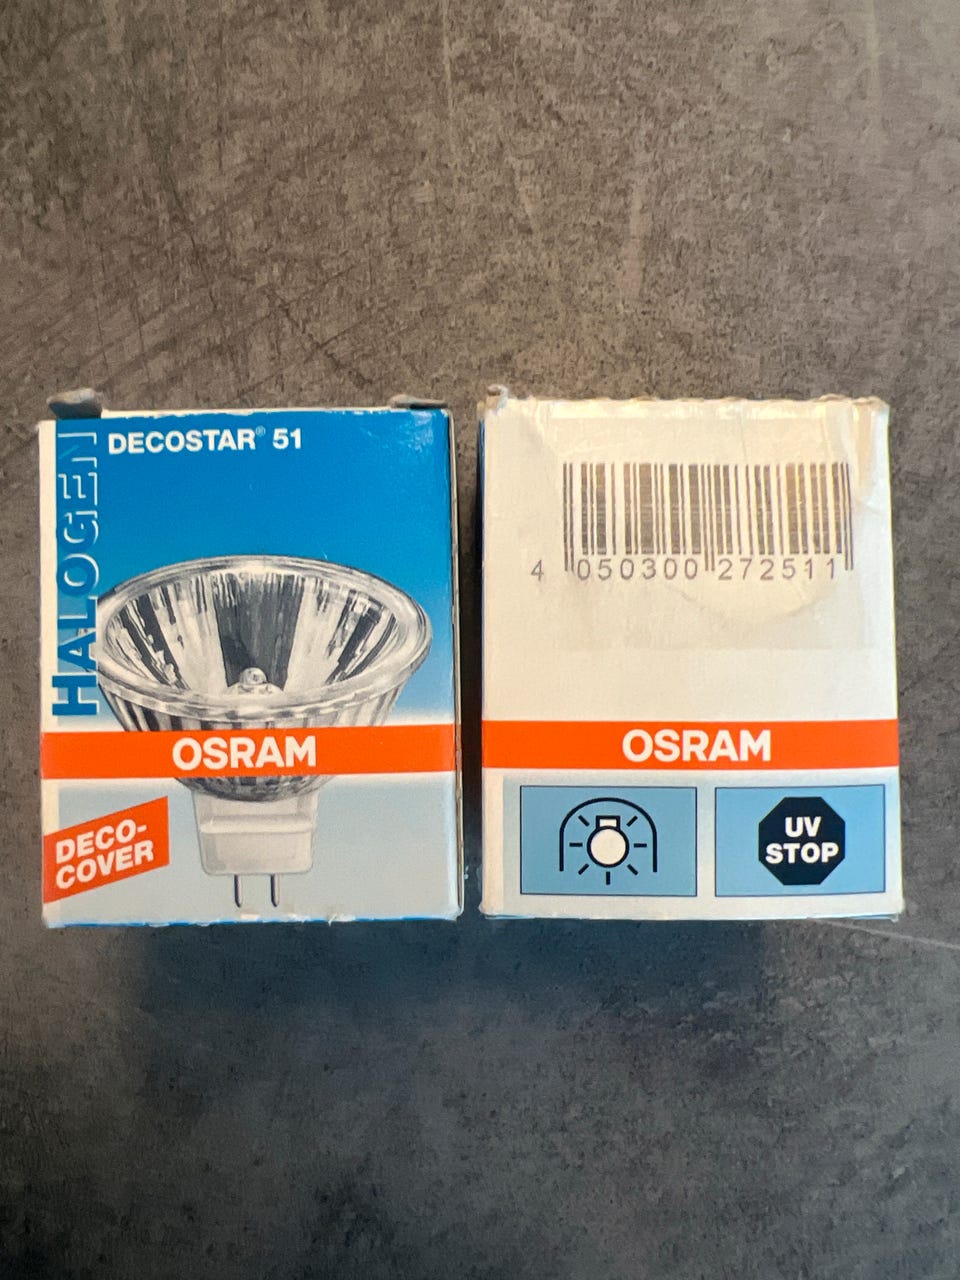 HALOGEN
DECOSTAR® 51
OSRAM
DECO-
COVER
4 050300 272511
OSRAM
UV
STOP